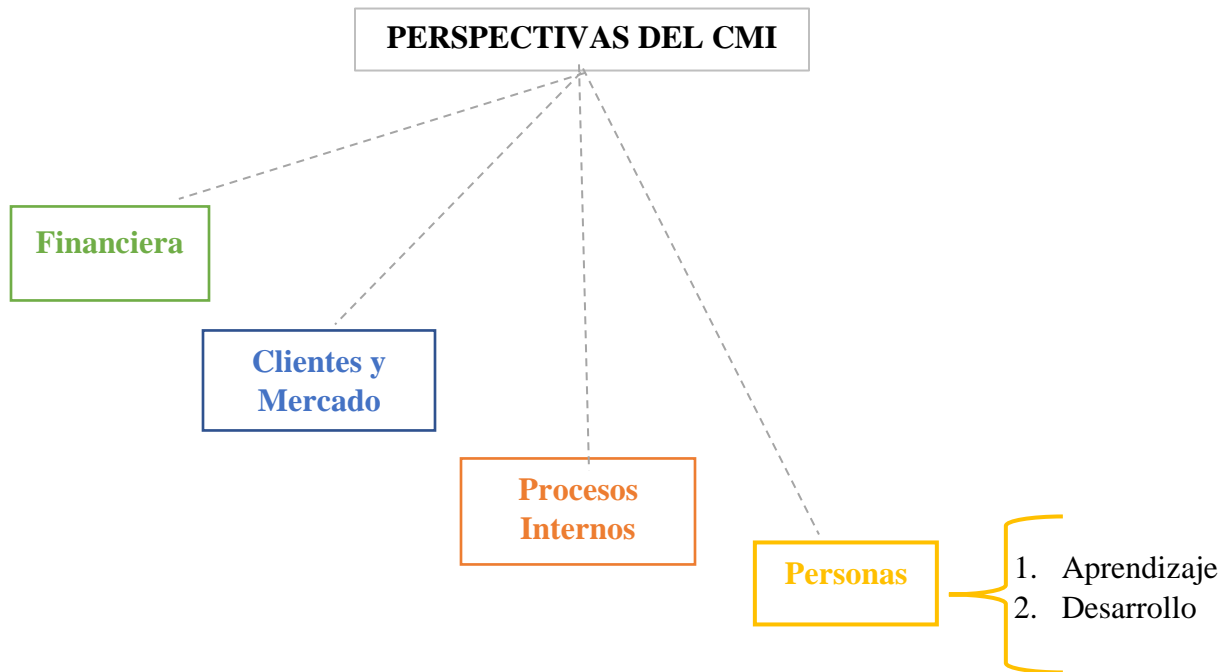 PERSPECTIVAS DEL CMI
Financiera
Clientes y
Mercado
Procesos
Internos
Personas
1. Aprendizaje
2. Desarrollo